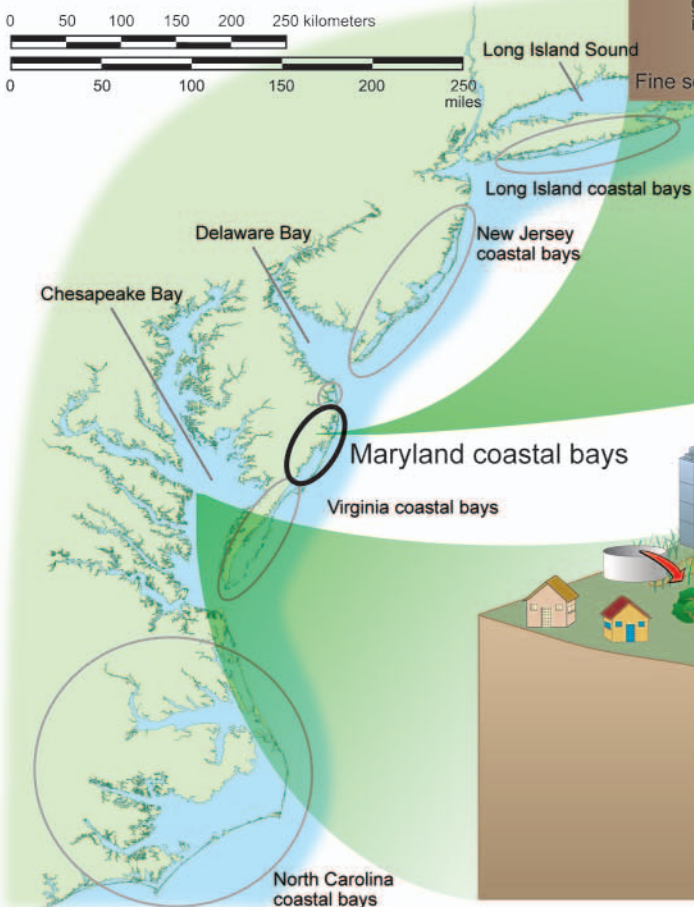 0 50 100 150 200 250 kilometers
0 50 100 150 200 250
miles
Long Island Sound
Fine
Long Island coastal bays
Delaware Bay
New Jersey
coastal bays
Chesapeake Bay
Maryland coastal bays
Virginia coastal bays
North Carolina
coastal bays